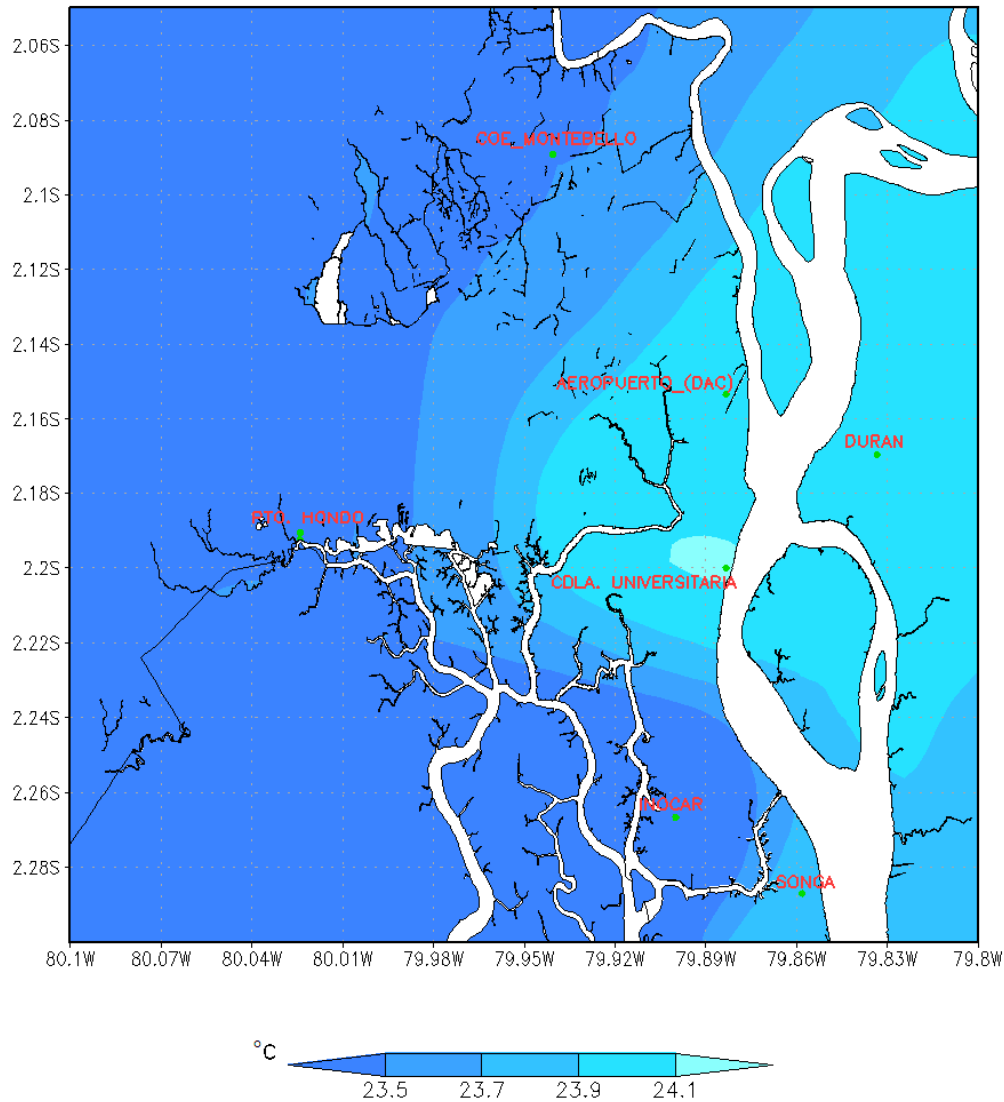 2.06S
2.08S
COE_MONTEBELLO
2.1S
2.12S
2.14S
AEROPUERTO_(DAC)
2.16S
DURAN
2.18S
PTO. HONDO
2.2S
CDLA. UNIVERSITARIA
2.22S
2.24S
2.26S
INOCAR
2.28S
SONGA
80.1W 80.07W 80.04W 80.01W 79.98W 79.95W 79.92W 79.89W 79.86W 79.83W 79.8W
°C
23.5 23.7 23.9 24.1